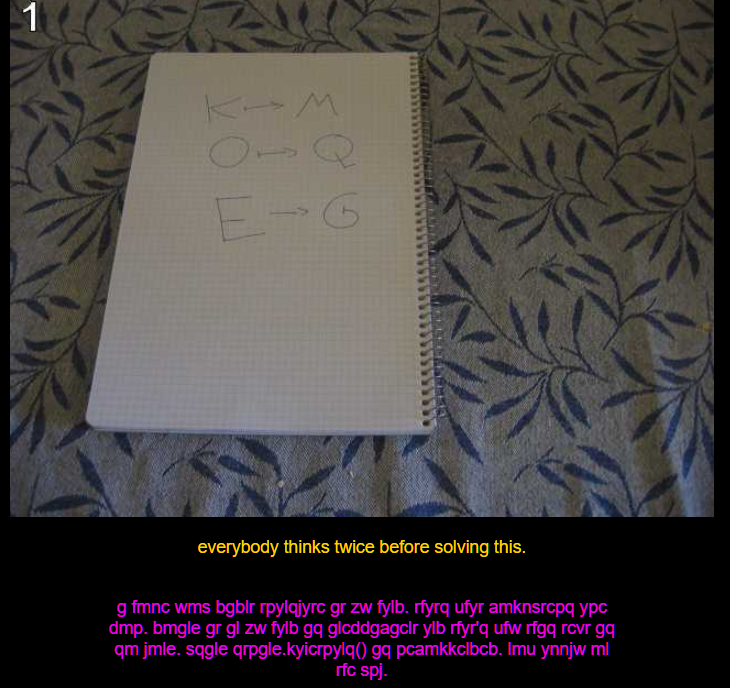 1
K → M
O → Q
E → G
everybody thinks twice before solving this.
g fmnc wms bgblr rpylqjyrc gr zw fylb. rfyrq ufyr amknsrcpq ypc
dmp. bmgle gr gl zw fylb gq glcddgagclr ylb rfyr'q ufw rfgq rcvr gq
qm jmle. sqgle qrpgle.kyicrpylq() gq pcamkkclbcb. lmu ynnjw ml
rfc spj.